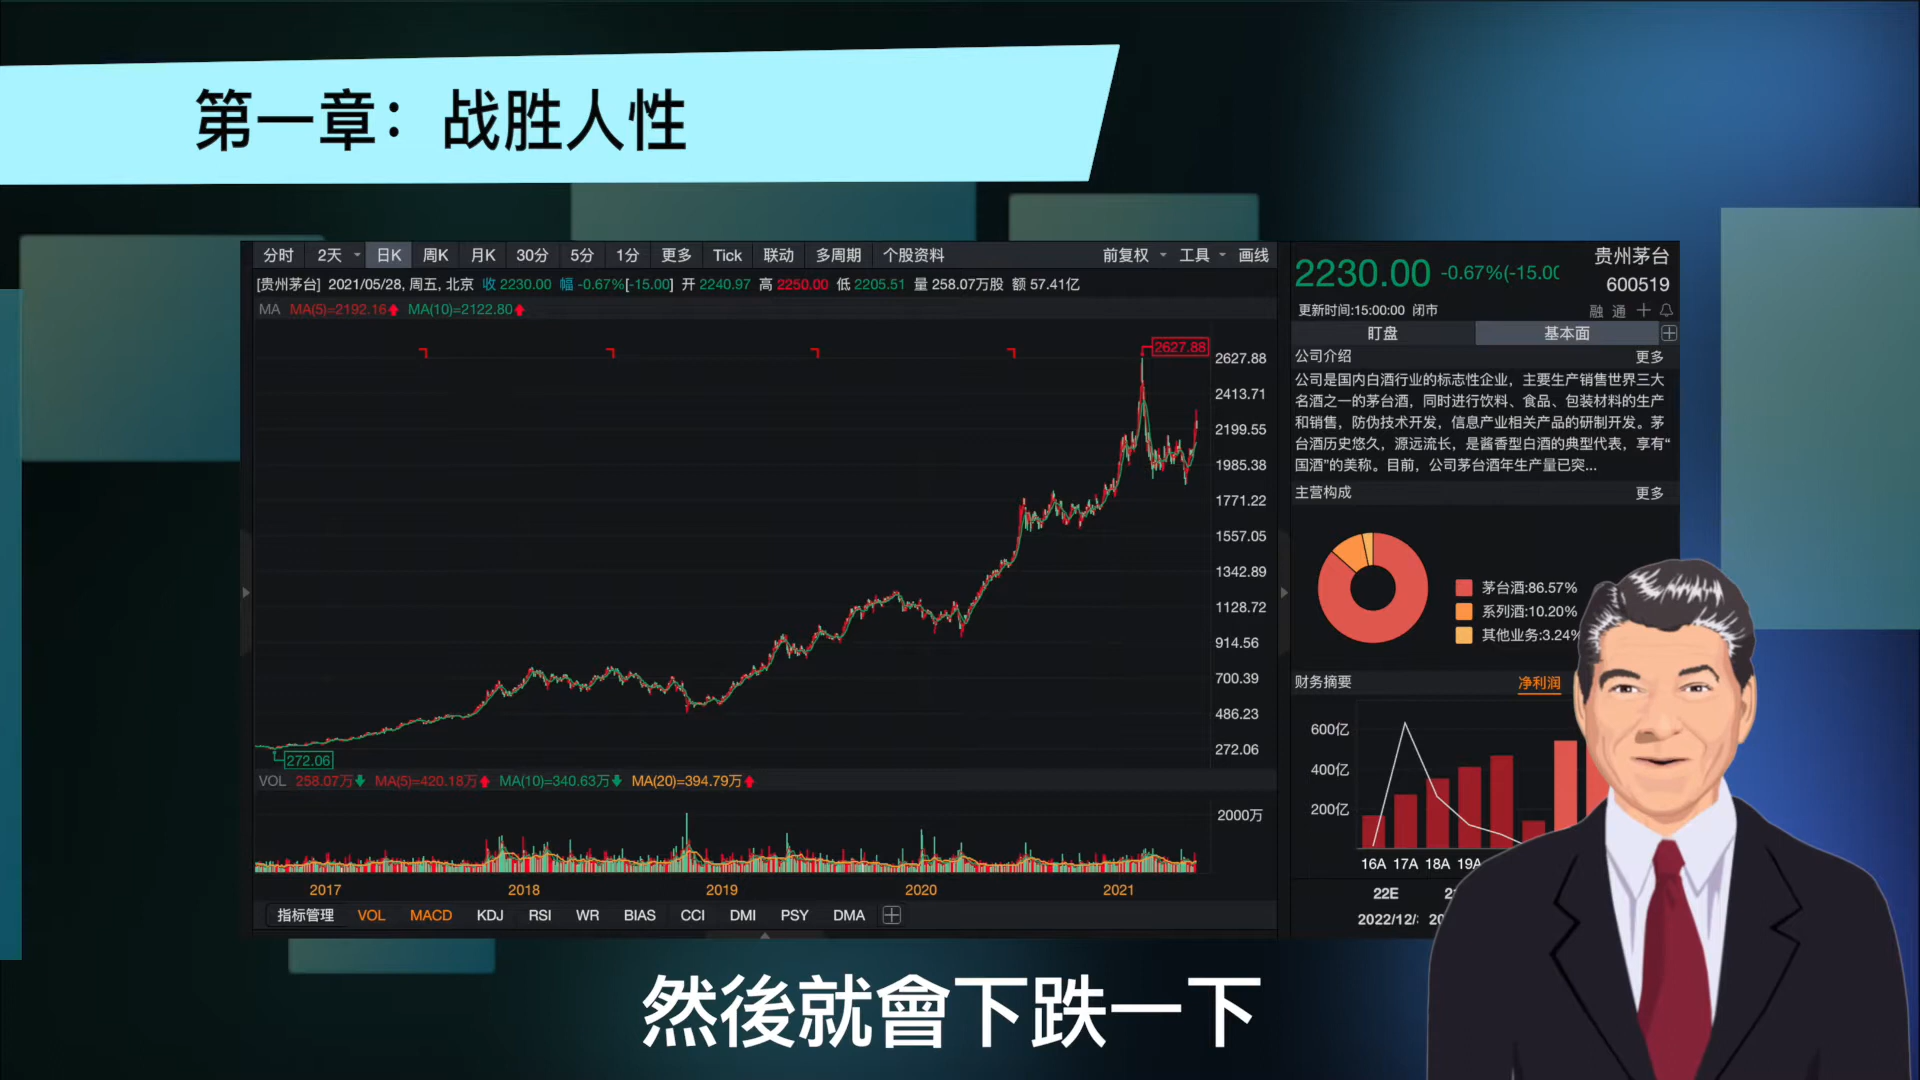 第一章：战胜人性
分时 2天 日K 周K 月K 30分 5分 1分 更多 Tick 联动 多周期 个股资料 前复权 工具 画线
[贵州茅台] 2021/05/28, 周五, 北京 收 2230.00 幅 -0.67%[-15.00] 开 2240.97 高 2250.00 低 2205.51 量 258.07万股 额 57.41亿
MA MA(5)=2192.16 MA(10)=2122.80
2627.88
2627.88
2413.71
2199.55
1985.38
1771.22
1557.05
1342.89
1128.72
914.56
700.39
486.23
272.06
272.06
VOL 258.07万 MA(5)=420.18万 MA(10)=340.63万 MA(20)=394.79万
2000万
2017 2018 2019 2020 2021
指标管理 VOL MACD KDJ RSI WR BIAS CCI DMI PSY DMA
2230.00 -0.67%(-15.00
贵州茅台
600519
更新时间:15:00:00 闭市
融 通
盯盘 基本面
公司介绍 更多
公司是国内白酒行业的标志性企业，主要生产销售世界三大
名酒之一的茅台酒，同时进行饮料、食品、包装材料的生产
和销售，防伪技术开发，信息产业相关产品的研制开发。茅
台酒历史悠久，源远流长，是酱香型白酒的典型代表，享有“
国酒”的美称。目前，公司茅台酒年生产量已突...
主营构成 更多
茅台酒:86.57%
系列酒:10.20%
其他业务:3.24%
财务摘要 净利润
600亿
400亿
200亿
16A 17A 18A 19A
22E
2022/12/
然後就會下跌一下